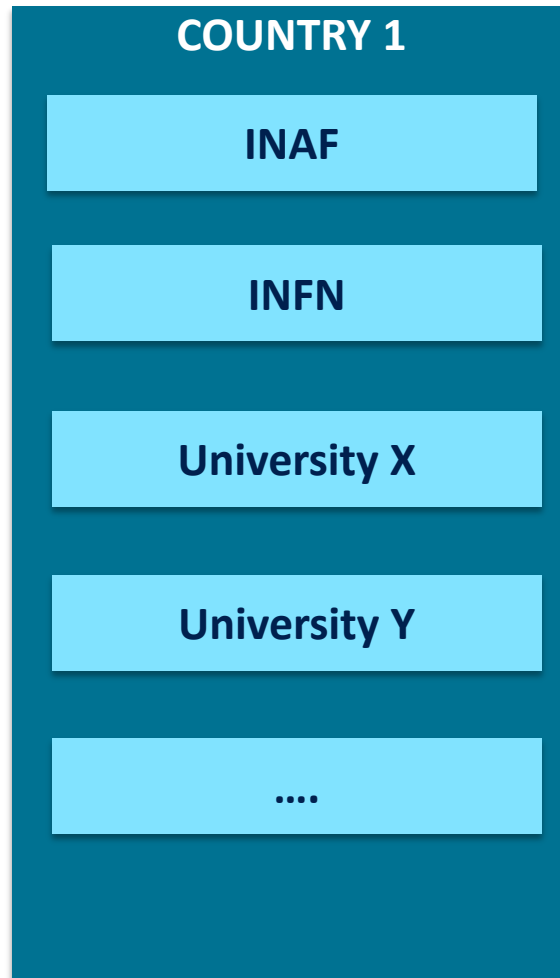 COUNTRY 1
INAF
INFN
University X
University Y
....